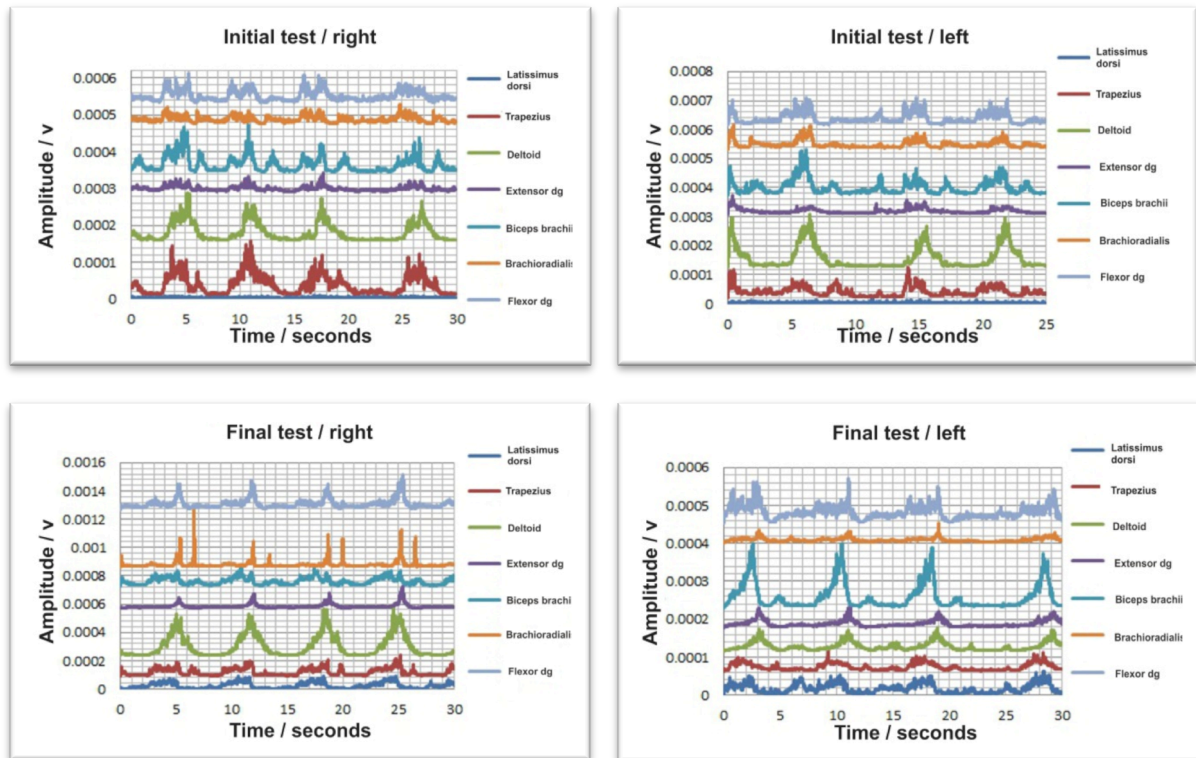 Initial test / right
Amplitude / v
0.0006
0.0005
0.0004
0.0003
0.0002
0.0001
0
0 5 10 15 20 25 30
Time / seconds
Latissimus
dorsi
Trapezius
Deltoid
Extensor dg
Biceps brachii
Brachioradialis
Flexor dg
Initial test / left
Amplitude / v
0.0008
0.0007
0.0006
0.0005
0.0004
0.0003
0.0002
0.0001
0
0 5 10 15 20 25
Time / seconds
Latissimus
dorsi
Trapezius
Deltoid
Extensor dg
Biceps brachii
Brachioradialis
Flexor dg
Final test / right
Amplitude / v
0.0016
0.0014
0.0012
0.001
0.0008
0.0006
0.0004
0.0002
0
0 5 10 15 20 25 30
Time / seconds
Latissimus
dorsi
Trapezius
Deltoid
Extensor dg
Biceps brachii
Brachioradialis
Flexor dg
Final test / left
Amplitude / v
0.0006
0.0005
0.0004
0.0003
0.0002
0.0001
0
0 5 10 15 20 25 30
Time / seconds
Latissimus
dorsi
Trapezius
Deltoid
Extensor dg
Biceps brachii
Brachioradialis
Flexor dg